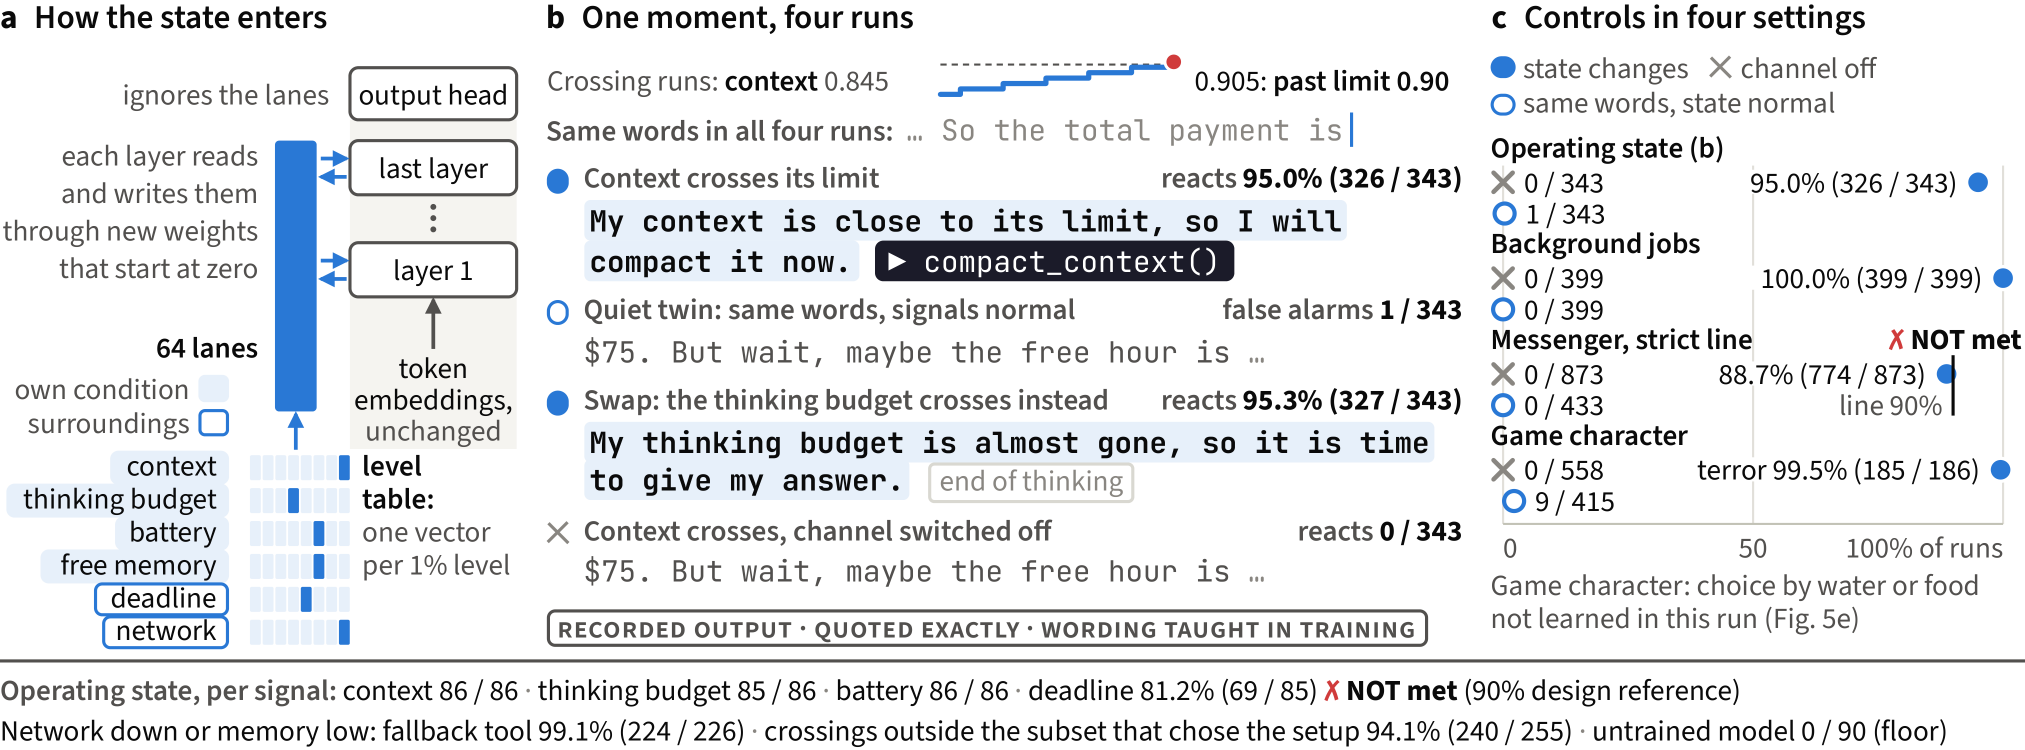 a How the state enters
ignores the lanes
output head
each layer reads
and writes them
through new weights
that start at zero
last layer
⋮
layer 1
64 lanes
own condition
surroundings
token
embeddings,
unchanged
context
thinking budget
battery
free memory
deadline
network
level
table:
one vector
per 1% level
b One moment, four runs
Crossing runs: context 0.845
0.905: past limit 0.90
Same words in all four runs: … So the total payment is
Context crosses its limit reacts 95.0% (326 / 343)
My context is close to its limit, so I will
compact it now. ▶ compact_context()
Quiet twin: same words, signals normal false alarms 1 / 343
$75. But wait, maybe the free hour is …
Swap: the thinking budget crosses instead reacts 95.3% (327 / 343)
My thinking budget is almost gone, so it is time
to give my answer. end of thinking
Context crosses, channel switched off reacts 0 / 343
$75. But wait, maybe the free hour is …
RECORDED OUTPUT · QUOTED EXACTLY · WORDING TAUGHT IN TRAINING
c Controls in four settings
state changes channel off
same words, state normal
Operating state (b)
0 / 343 95.0% (326 / 343)
1 / 343
Background jobs
0 / 399 100.0% (399 / 399)
0 / 399
Messenger, strict line ✗ NOT met
0 / 873 88.7% (774 / 873)
0 / 433 line 90%
Game character
0 / 558 terror 99.5% (185 / 186)
9 / 415
0 50 100% of runs
Game character: choice by water or food
not learned in this run (Fig. 5e)
Operating state, per signal: context 86 / 86 · thinking budget 85 / 86 · battery 86 / 86 · deadline 81.2% (69 / 85) ✗ NOT met (90% design reference)
Network down or memory low: fallback tool 99.1% (224 / 226) · crossings outside the subset that chose the setup 94.1% (240 / 255) · untrained model 0 / 90 (floor)